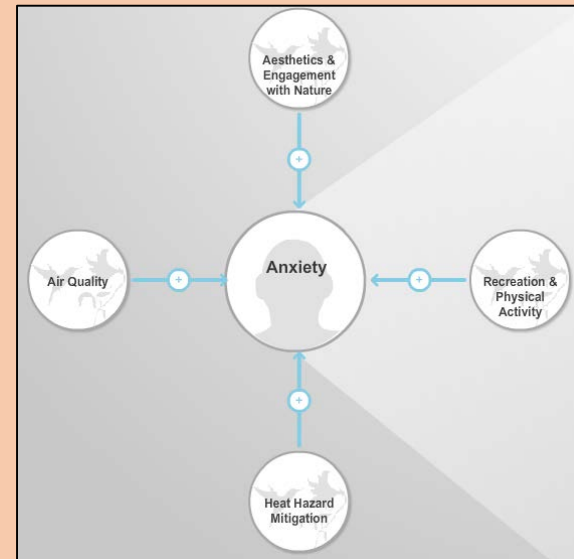 Aesthetics &
Engagement
with Nature
+
Air Quality
+
Anxiety
+
Recreation &
Physical
Activity
+
Heat Hazard
Mitigation